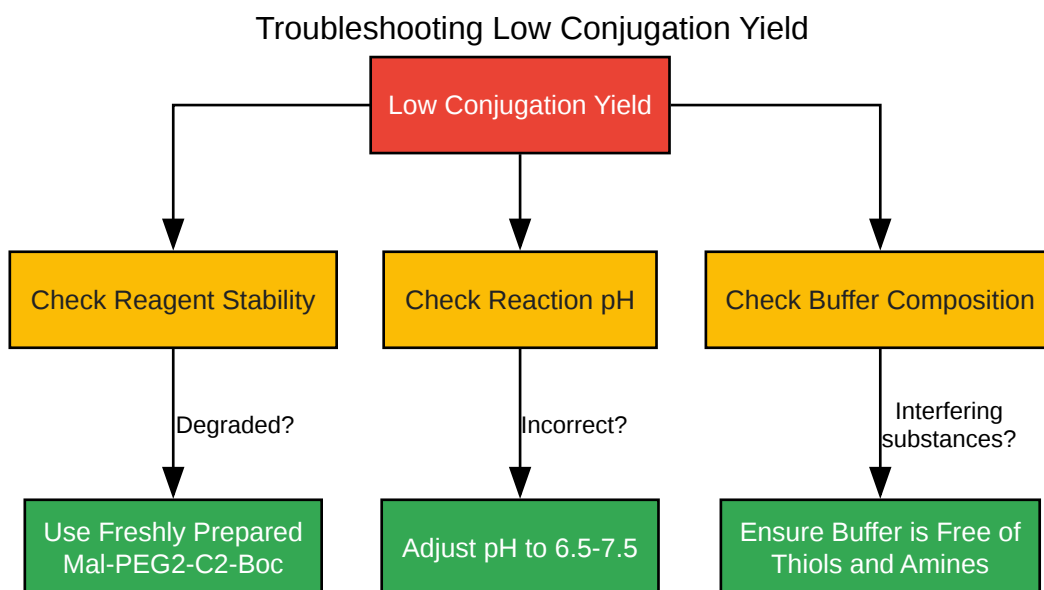 Troubleshooting Low Conjugation Yield
Low Conjugation Yield
Check Reagent Stability
Check Reaction pH
Check Buffer Composition
Degraded?
Incorrect?
Interfering
substances?
Use Freshly Prepared
Mal-PEG2-C2-Boc
Adjust pH to 6.5-7.5
Ensure Buffer is Free of
Thiols and Amines